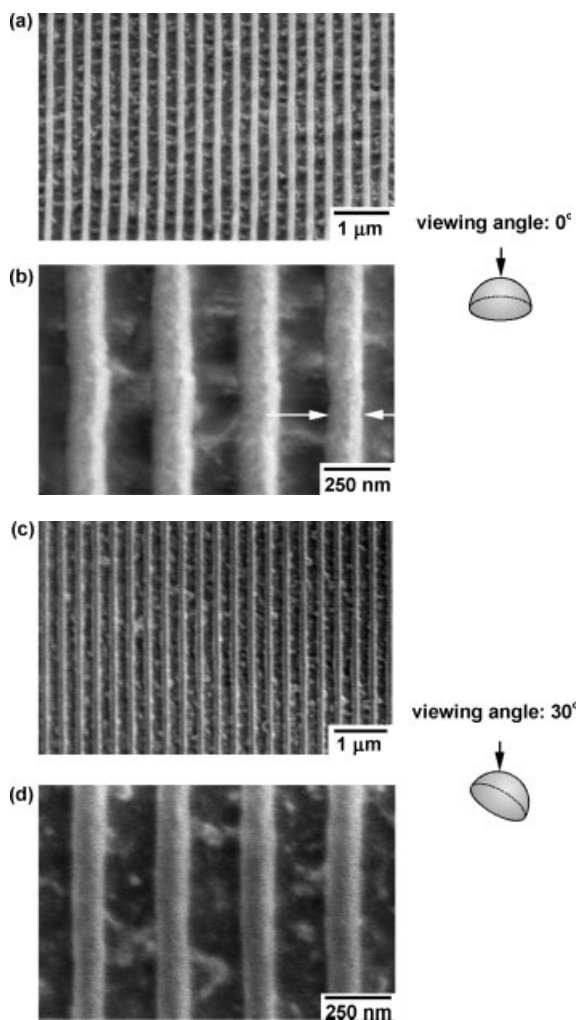 (a)
1 μm
viewing angle: 0°
(b)
250 nm
(c)
1 μm
viewing angle: 30°
(d)
250 nm